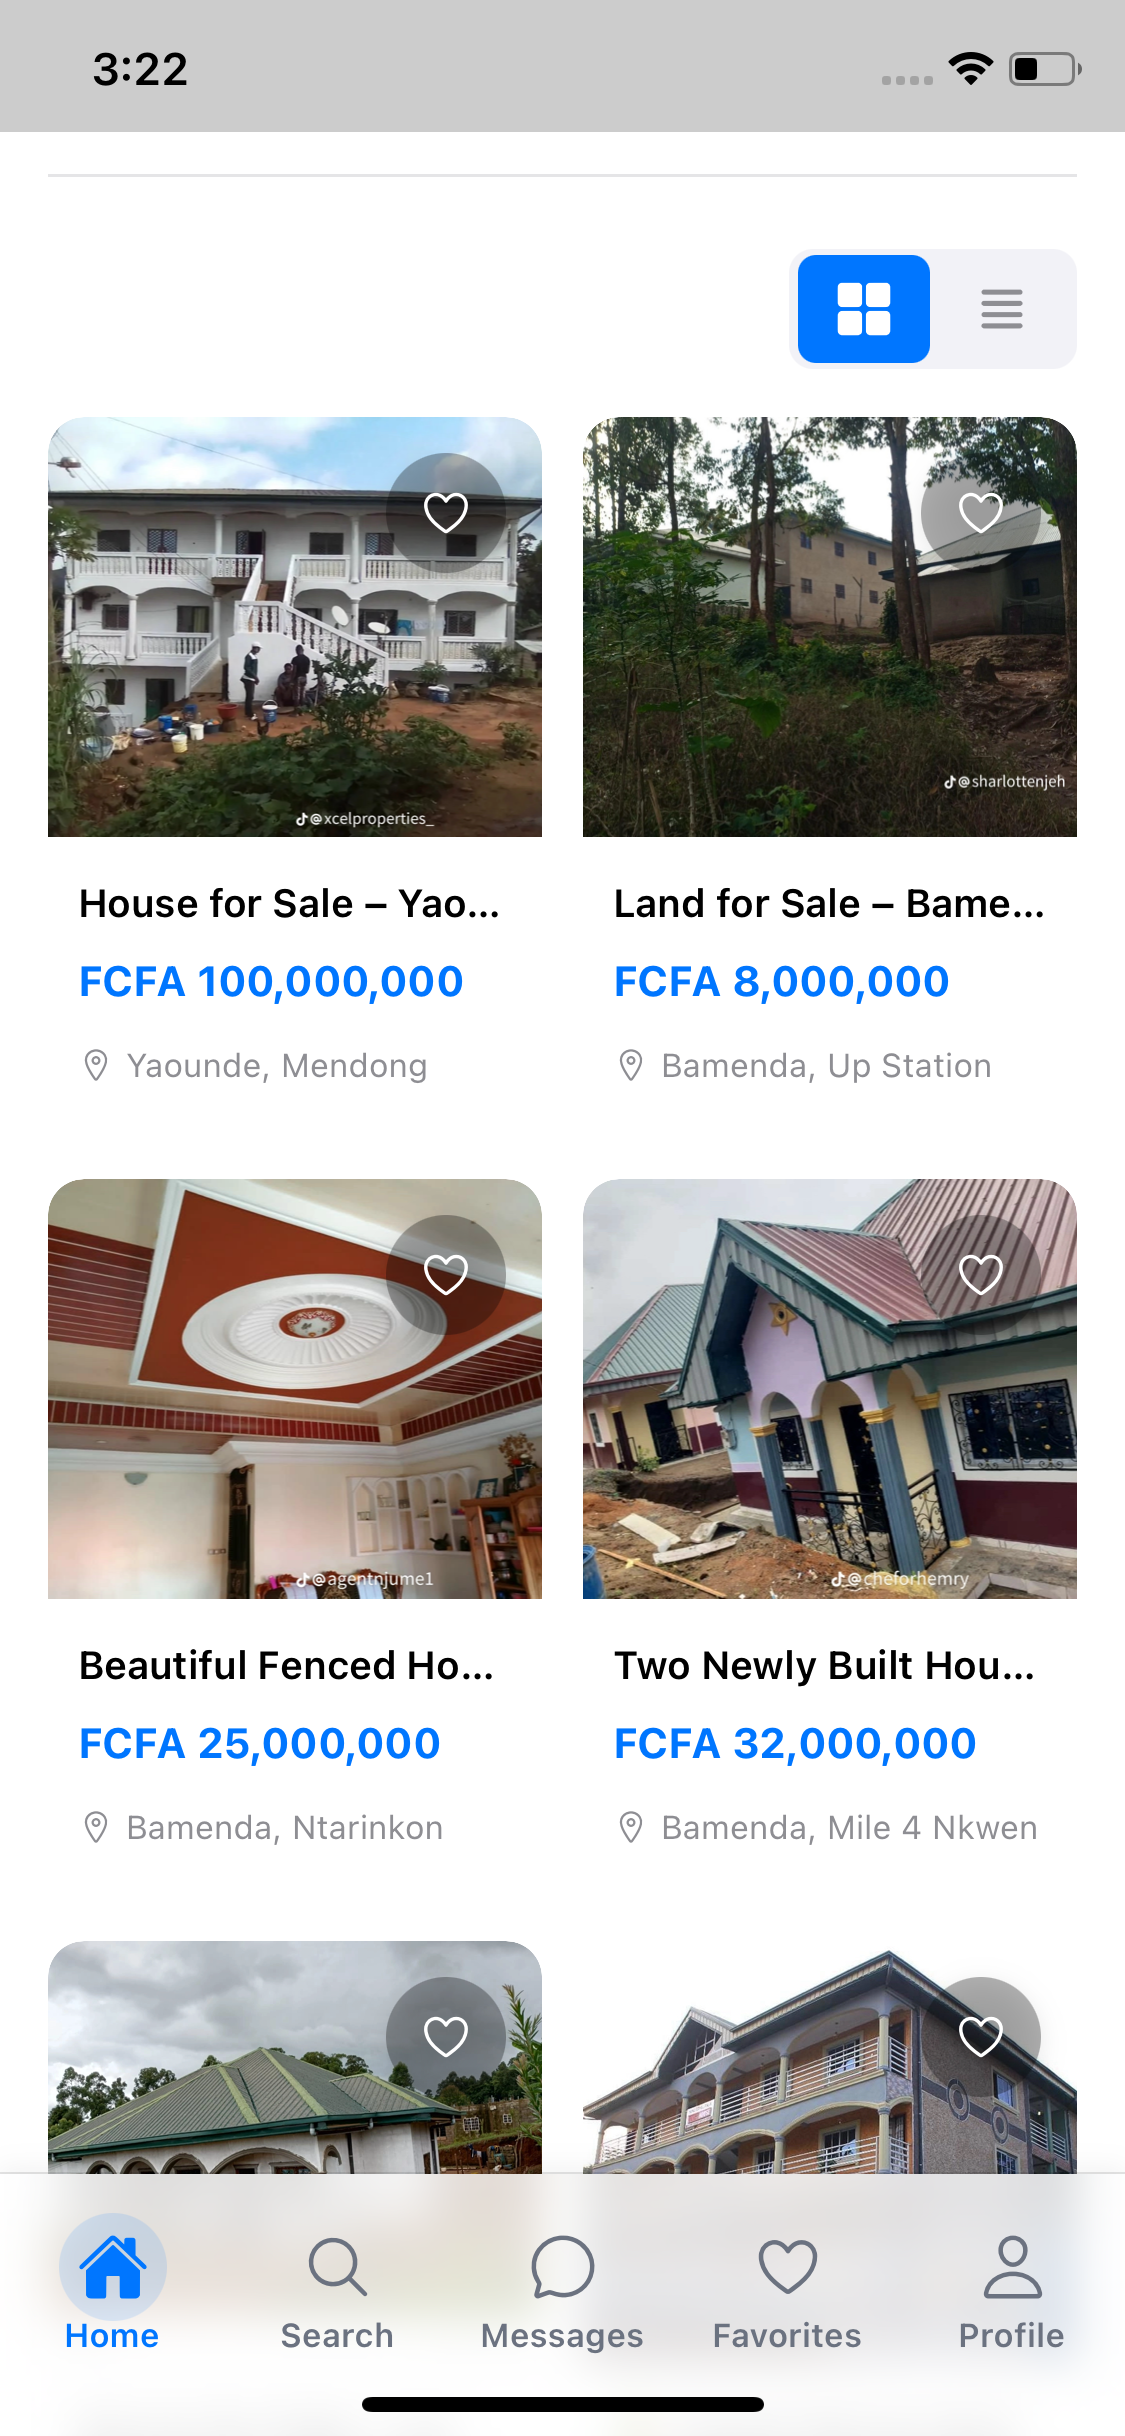 3:22
@xcelproperties_
@sharlottenjeh
House for Sale – Yao...
Land for Sale – Bame...
FCFA 100,000,000
FCFA 8,000,000
Yaounde, Mendong
Bamenda, Up Station
@agentnjume1
@cheforhemry
Beautiful Fenced Ho...
Two Newly Built Hou...
FCFA 25,000,000
FCFA 32,000,000
Bamenda, Ntarinkon
Bamenda, Mile 4 Nkwen
Home
Search
Messages
Favorites
Profile